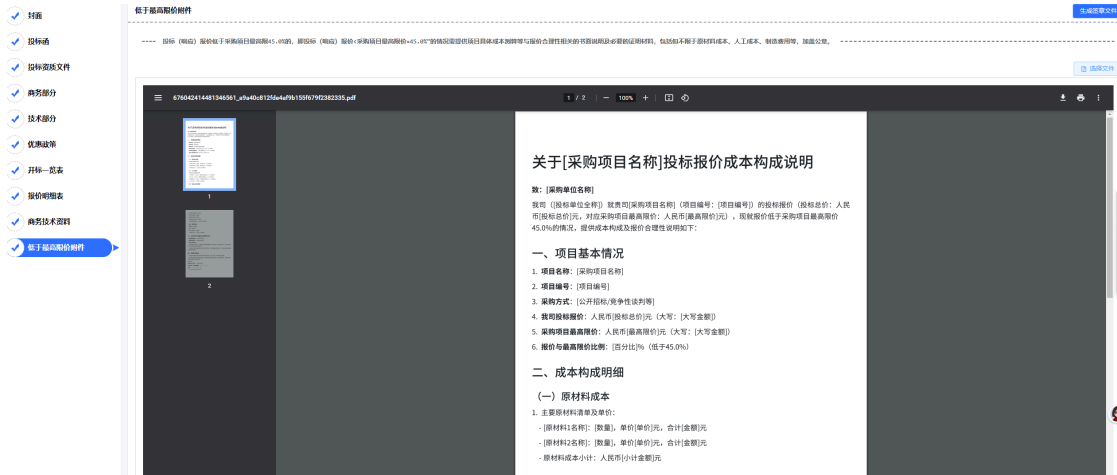 封面
投标函
投标资质文件
商务部分
技术部分
优惠政策
开标一览表
报价明细表
商务技术资料
低于最高限价附件
低于最高限价附件
生成签章文件
投标（响应）报价低于采购项目最高限45.0%的，即投标（响应）报价<采购项目最高限价×45.0%"的情况需提供项目具体成本测算等与报价合理性相关的书面说明及必要的证明材料，包括但不限于原材料成本、人工成本、制造费用等，加盖公章。
选择文件
676042414481346561_a9a40c812fde4af9b155f679f2382335.pdf
1 / 2
100%
1
2
关于[采购项目名称]投标报价成本构成说明
致：[采购单位名称]
我司（[投标单位全称]）就贵司[采购项目名称]（项目编号：[项目编号]）的投标报价（投标总价：人民
币[投标总价]元，对应采购项目最高限价：人民币[最高限价]元），现就报价低于采购项目最高限价
45.0%的情况，提供成本构成及报价合理性说明如下：
一、项目基本情况
1. 项目名称：[采购项目名称]
2. 项目编号：[项目编号]
3. 采购方式：[公开招标/竞争性谈判等]
4. 我司投标报价：人民币[投标总价]元（大写：[大写金额]）
5. 采购项目最高限价：人民币[最高限价]元（大写：[大写金额]）
6. 报价与最高限价比例：[百分比]%（低于45.0%）
二、成本构成明细
（一）原材料成本
1. 主要原材料清单及单价：
- [原材料1名称]：[数量]，单价[单价]元，合计[金额]元
- [原材料2名称]：[数量]，单价[单价]元，合计[金额]元
- 原材料成本小计：人民币[小计金额]元